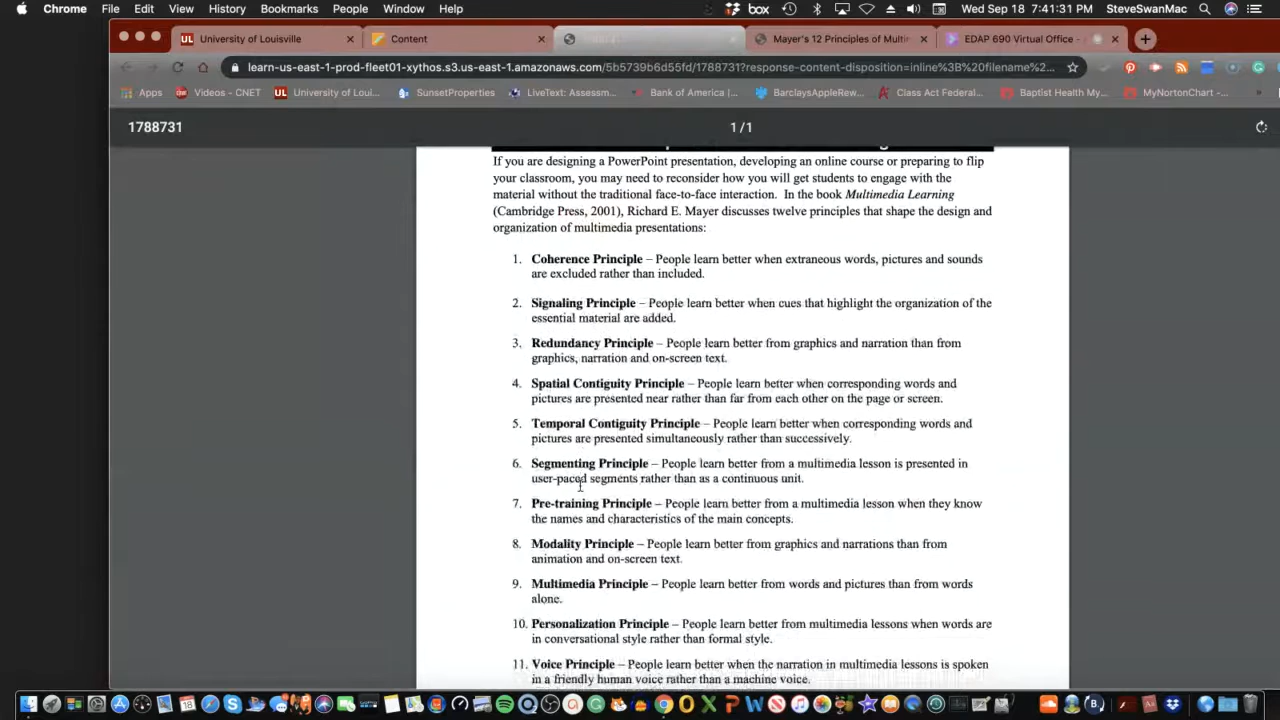 Chrome File Edit View History Bookmarks People Window Help box Wed Sep 18 7:41:31 PM SteveSwanMac
University of Louisville Content Mayer's 12 Principles of Multim EDAP 690 Virtual Office -
learn-us-east-1-prod-fleet01-xythos.s3.us-east-1.amazonaws.com/5b5739b6d55fd/1788731?response-content-disposition=inline%3B%20filename%2...
Apps Videos - CNET University of Loui... SunsetProperties LiveText: Assessm... Bank of America |... BarclaysAppleRew... Class Act Federal... Baptist Health My... MyNortonChart -... »
1788731 1/1
If you are designing a PowerPoint presentation, developing an online course or preparing to flip
your classroom, you may need to reconsider how you will get students to engage with the
material without the traditional face-to-face interaction. In the book Multimedia Learning
(Cambridge Press, 2001), Richard E. Mayer discusses twelve principles that shape the design and
organization of multimedia presentations:
1. Coherence Principle – People learn better when extraneous words, pictures and sounds
are excluded rather than included.
2. Signaling Principle – People learn better when cues that highlight the organization of the
essential material are added.
3. Redundancy Principle – People learn better from graphics and narration than from
graphics, narration and on-screen text.
4. Spatial Contiguity Principle – People learn better when corresponding words and
pictures are presented near rather than far from each other on the page or screen.
5. Temporal Contiguity Principle – People learn better when corresponding words and
pictures are presented simultaneously rather than successively.
6. Segmenting Principle – People learn better from a multimedia lesson is presented in
user-paced segments rather than as a continuous unit.
7. Pre-training Principle – People learn better from a multimedia lesson when they know
the names and characteristics of the main concepts.
8. Modality Principle – People learn better from graphics and narrations than from
animation and on-screen text.
9. Multimedia Principle – People learn better from words and pictures than from words
alone.
10. Personalization Principle – People learn better from multimedia lessons when words are
in conversational style rather than formal style.
11. Voice Principle – People learn better when the narration in multimedia lessons is spoken
in a friendly human voice rather than a machine voice.